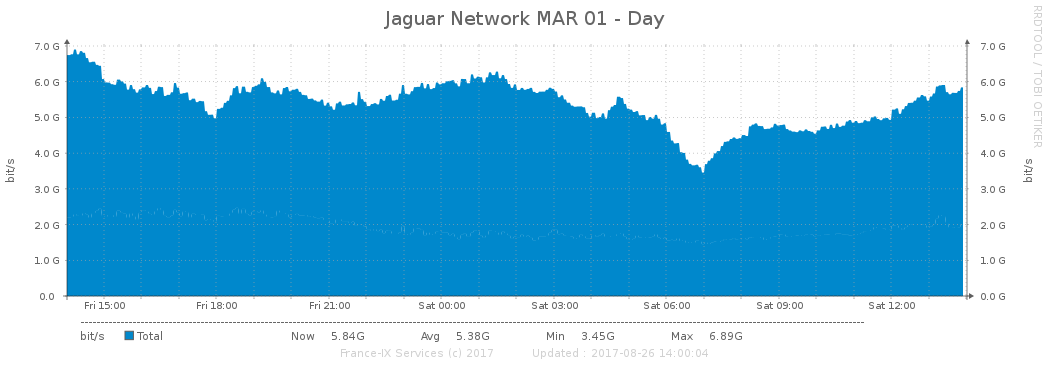 Jaguar Network MAR 01 - Day
RRDTOOL / TOBI OETIKER
7.0 G 7.0 G
6.0 G 6.0 G
5.0 G 5.0 G
4.0 G 4.0 G
3.0 G 3.0 G
2.0 G 2.0 G
1.0 G 1.0 G
0.0 0.0 G
bit/s
bit/s
Fri 15:00 Fri 18:00 Fri 21:00 Sat 00:00 Sat 03:00 Sat 06:00 Sat 09:00 Sat 12:00
bit/s Total Now 5.84G Avg 5.38G Min 3.45G Max 6.89G
France-IX Services (c) 2017 Updated : 2017-08-26 14:00:04